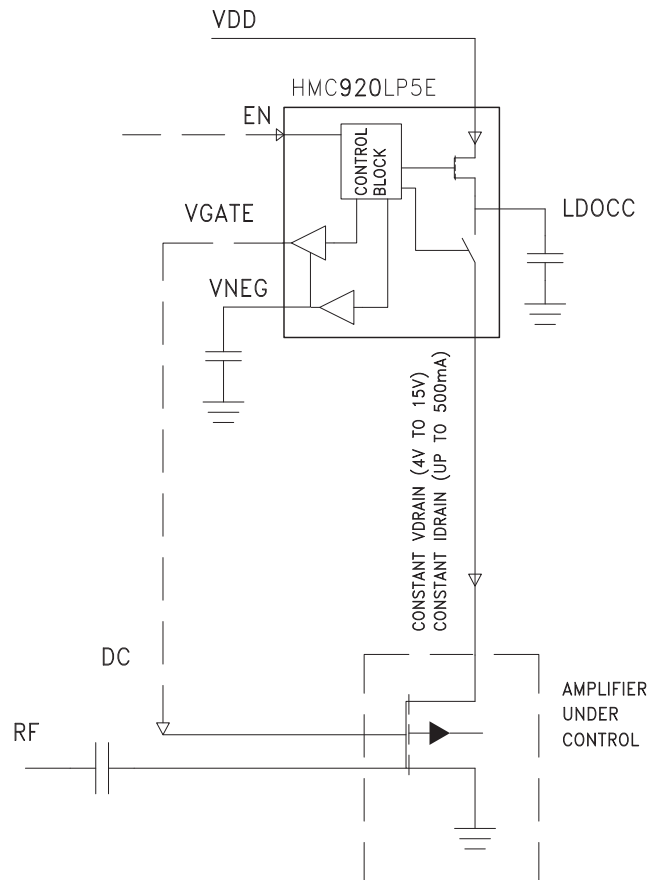 VDD
HMC920LP5E
EN
CONTROL
BLOCK
VGATE
LDOCC
VNEG
CONSTANT VDRAIN (4V TO 15V)
CONSTANT IDRAIN (UP TO 500mA)
DC
RF
AMPLIFIER
UNDER
CONTROL